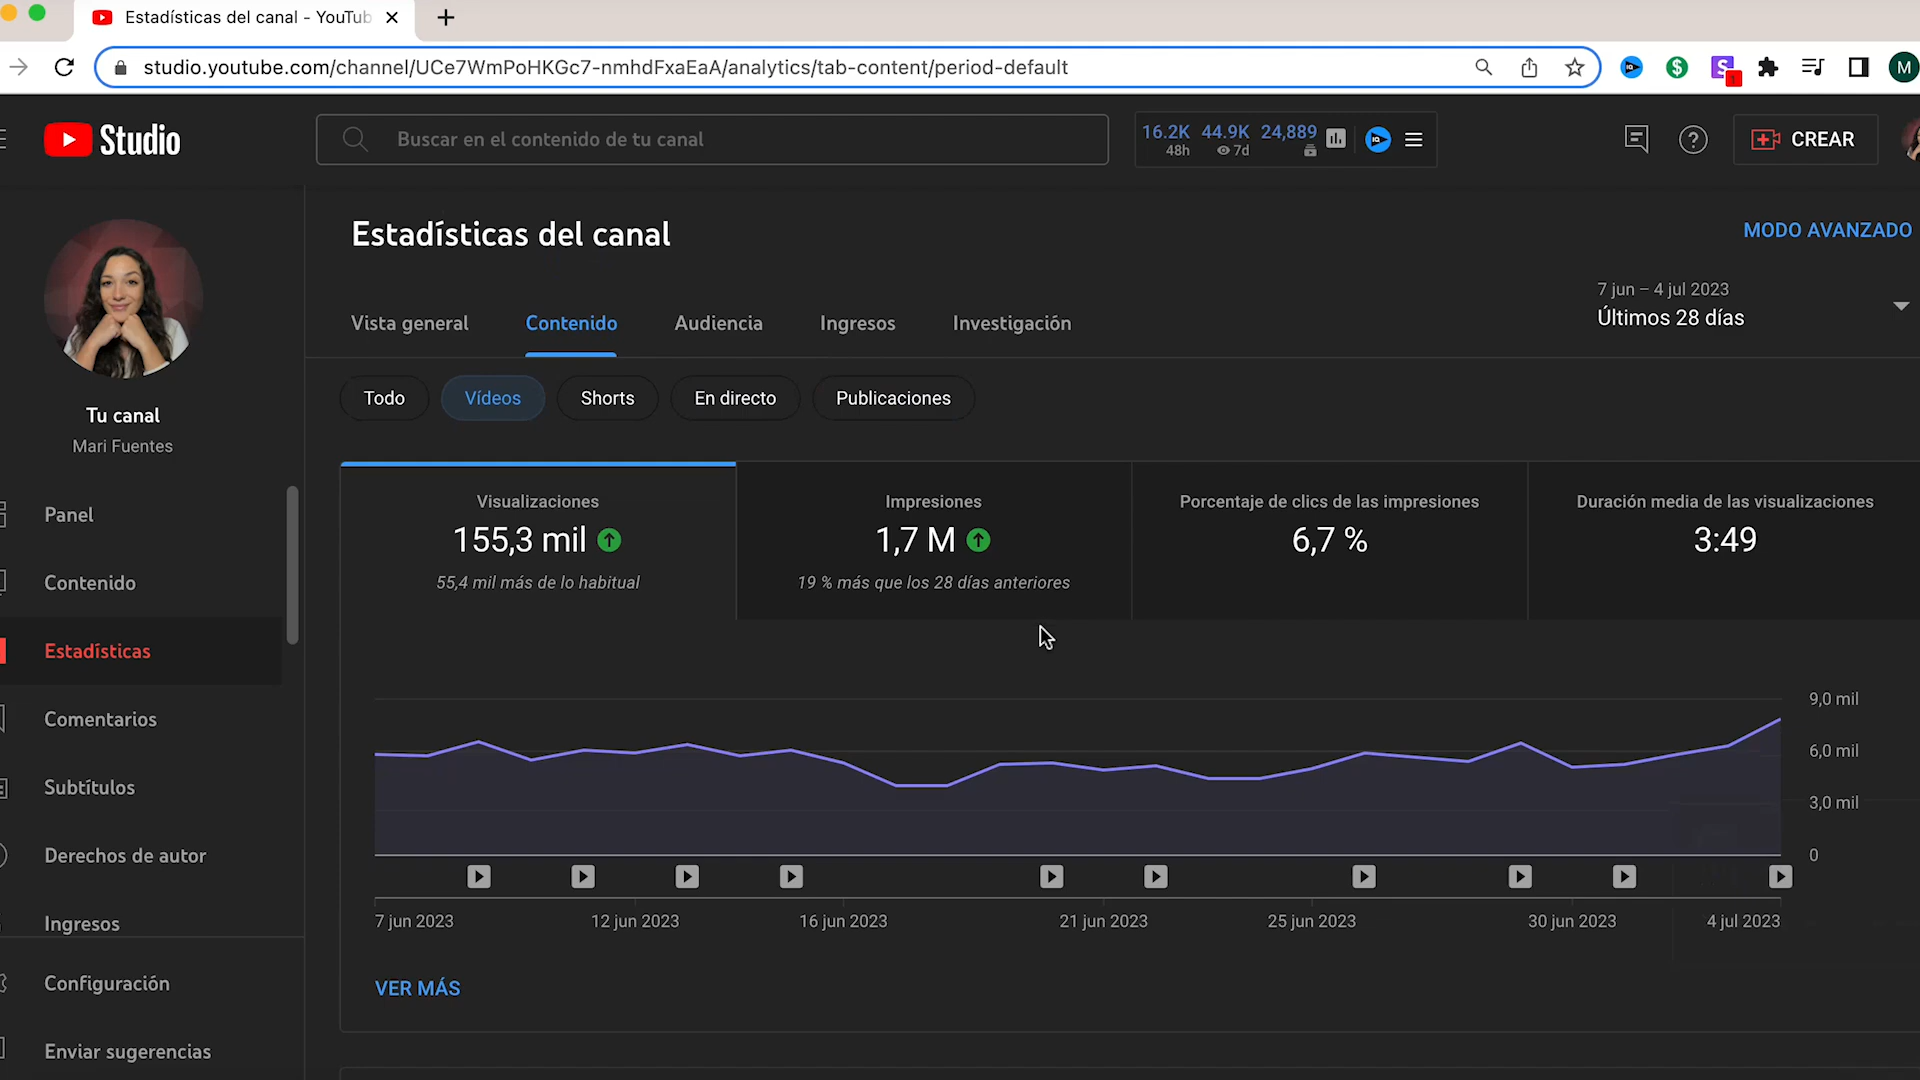 Estadísticas del canal - YouTub
studio.youtube.com/channel/UCe7WmPoHKGc7-nmhdFxaEaA/analytics/tab-content/period-default
M
Studio
Buscar en el contenido de tu canal
16.2K 44.9K 24,889
48h 7d
CREAR
Estadísticas del canal
MODO AVANZADO
7 jun – 4 jul 2023
Últimos 28 días
Vista general Contenido Audiencia Ingresos Investigación
Todo Vídeos Shorts En directo Publicaciones
Tu canal
Mari Fuentes
Panel
Contenido
Estadísticas
Comentarios
Subtítulos
Derechos de autor
Ingresos
Configuración
Enviar sugerencias
Visualizaciones
155,3 mil
55,4 mil más de lo habitual
Impresiones
1,7 M
19 % más que los 28 días anteriores
Porcentaje de clics de las impresiones
6,7 %
Duración media de las visualizaciones
3:49
9,0 mil
6,0 mil
3,0 mil
0
7 jun 2023 12 jun 2023 16 jun 2023 21 jun 2023 25 jun 2023 30 jun 2023 4 jul 2023
VER MÁS